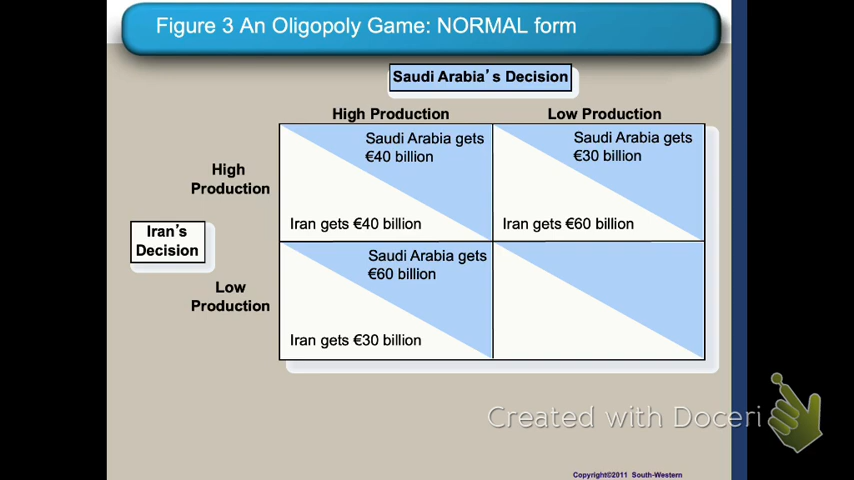 Figure 3 An Oligopoly Game: NORMAL form
Saudi Arabia's Decision
High Production
Low Production
Saudi Arabia gets
€40 billion
Saudi Arabia gets
€30 billion
High
Production
Iran gets €40 billion
Iran gets €60 billion
Iran's
Decision
Saudi Arabia gets
€60 billion
Low
Production
Iran gets €30 billion
Created with Doceri
Copyright©2011 South-Western